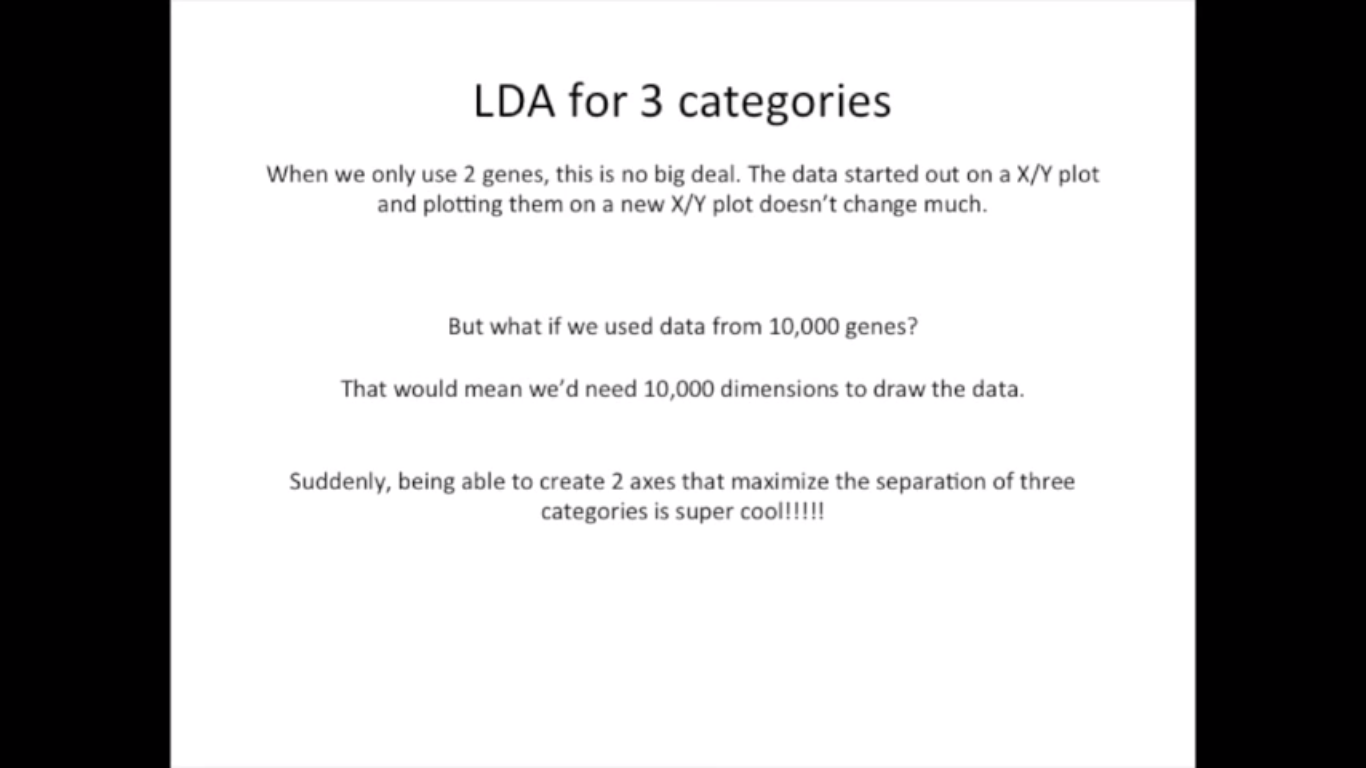 LDA for 3 categories
When we only use 2 genes, this is no big deal. The data started out on a X/Y plot
and plotting them on a new X/Y plot doesn’t change much.
But what if we used data from 10,000 genes?
That would mean we’d need 10,000 dimensions to draw the data.
Suddenly, being able to create 2 axes that maximize the separation of three
categories is super cool!!!!!